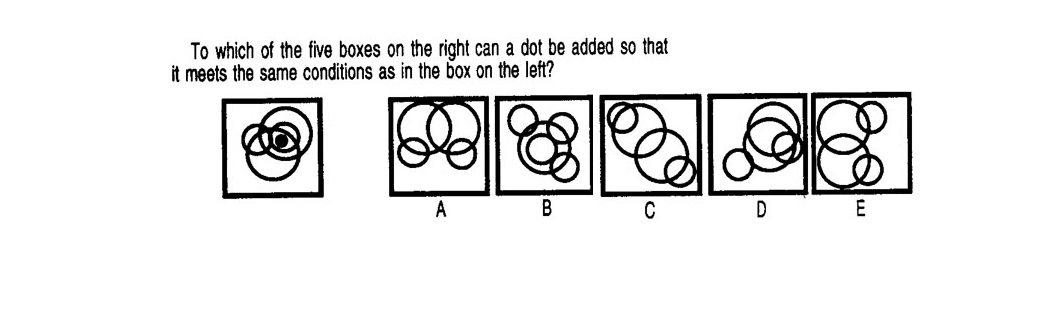 To which of the five boxes on the right can a dot be added so that
it meets the same conditions as in the box on the left?
A B C D E